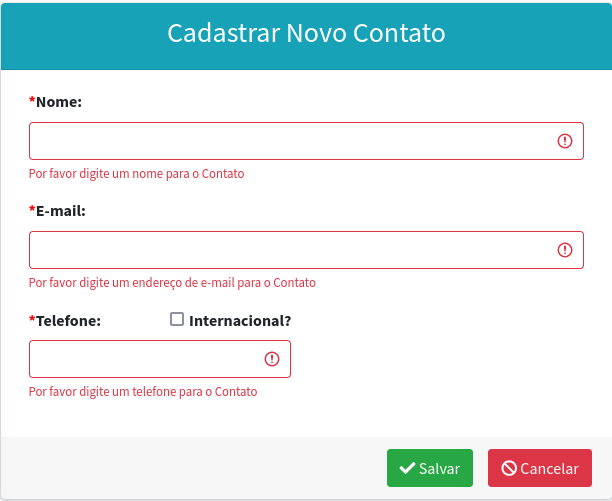 Cadastrar Novo Contato
*Nome:
Por favor digite um nome para o Contato
*E-mail:
Por favor digite um endereço de e-mail para o Contato
*Telefone: Internacional?
Por favor digite um telefone para o Contato
Salvar Cancelar